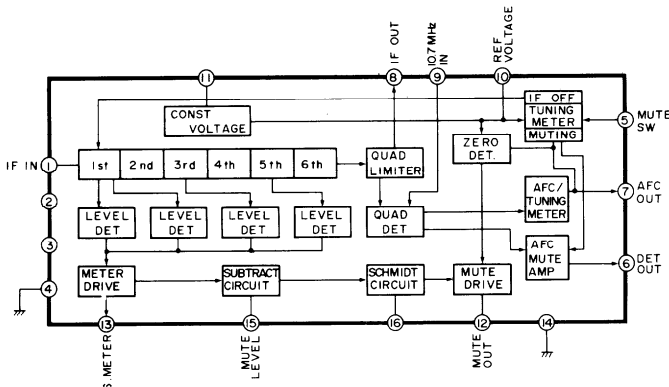 IF OUT
10.7MHz
IN
REF
VOLTAGE
11
8
9
10
CONST
VOLTAGE
IF OFF
TUNING
METER
MUTING
5
MUTE
SW
ZERO
DET.
IF IN
1
1st
2nd
3rd
4th
5th
6th
QUAD
LIMITER
2
AFC/
TUNING
METER
7
AFC
OUT
LEVEL
DET
LEVEL
DET
LEVEL
DET
LEVEL
DET
QUAD
DET
3
AFC
MUTE
AMP
6
DET
OUT
4
METER
DRIVE
SUBTRACT
CIRCUIT
SCHMIDT
CIRCUIT
MUTE
DRIVE
13
15
16
12
14
S.METER
MUTE
LEVEL
MUTE
OUT